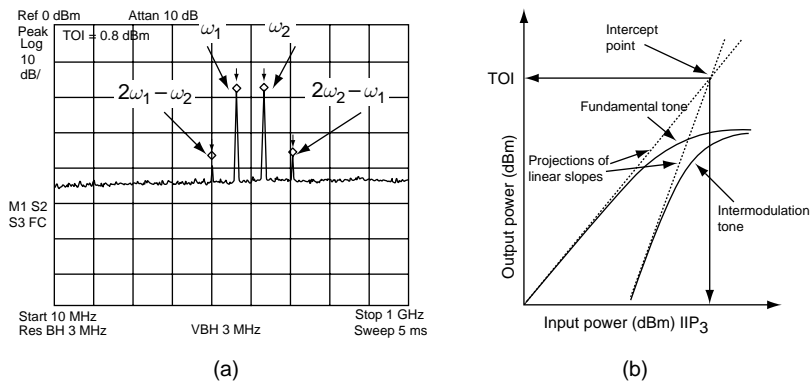 Ref 0 dBm Attan 10 dB
Peak
Log
10
dB/
TOI = 0.8 dBm
ω1 ω2
2ω1 – ω2 2ω2 – ω1
M1 S2
S3 FC
Start 10 MHz Stop 1 GHz
Res BH 3 MHz VBH 3 MHz Sweep 5 ms
(a)
Intercept
point
TOI
Fundamental tone
Projections of
linear slopes
Intermodulation
tone
Output power (dBm)
Input power (dBm) IIP3
(b)